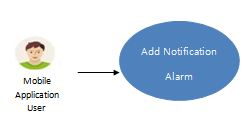 Add Notification
Alarm
Mobile
Application
User